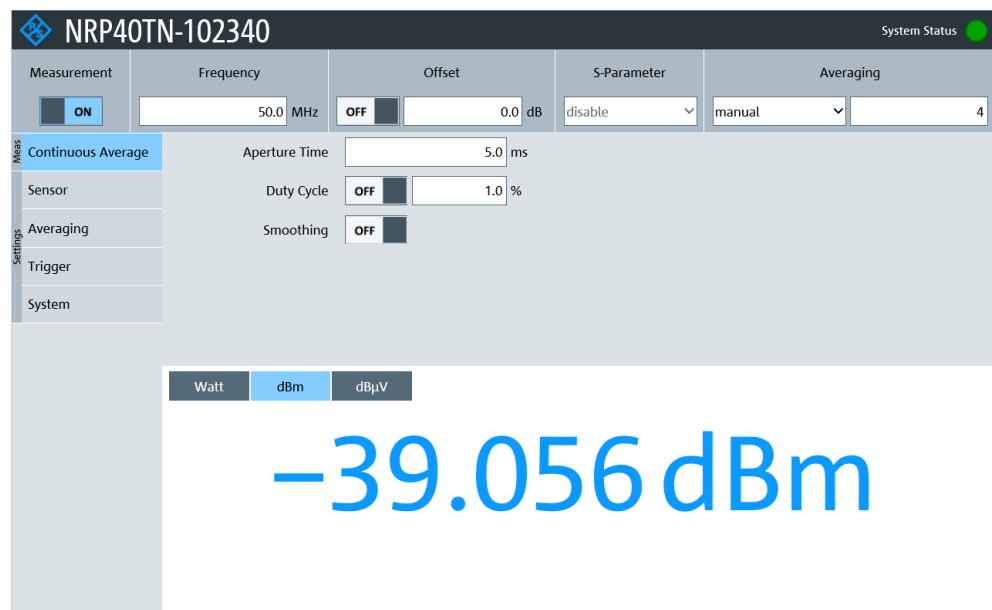 NRP40TN-102340
System Status
Measurement Frequency Offset S-Parameter Averaging
ON 50.0 MHz OFF 0.0 dB disable manual 4
Meas
Continuous Average
Aperture Time 5.0 ms
Settings
Sensor
Duty Cycle OFF 1.0 %
Averaging
Smoothing OFF
Trigger
System
Watt dBm dBµV
−39.056 dBm